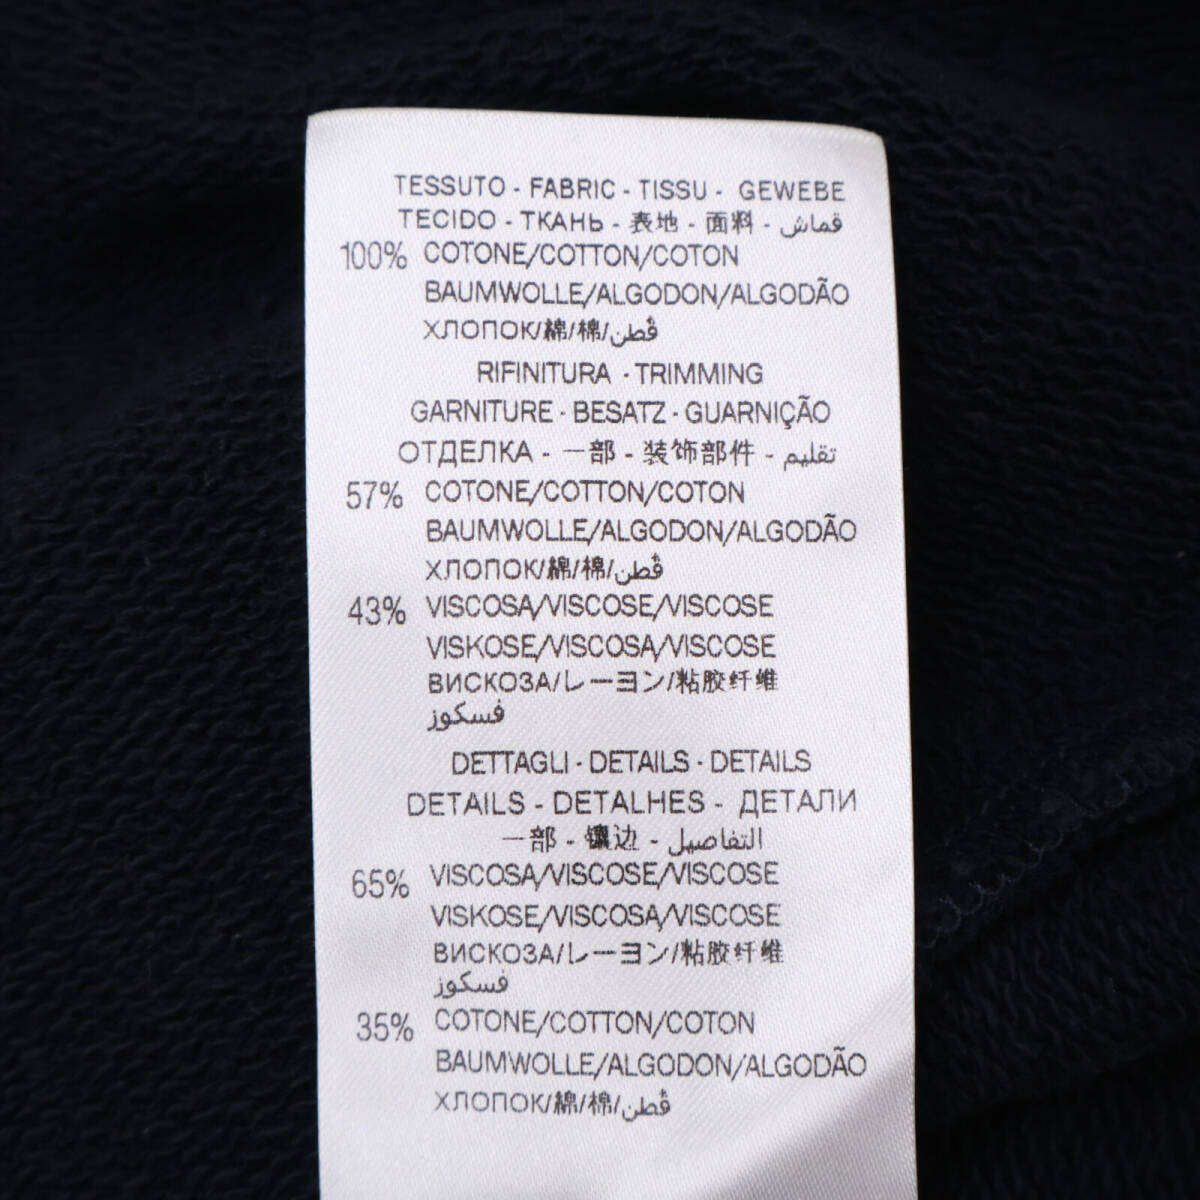 TESSUTO - FABRIC - TISSU - GEWEBE
TECIDO - ТКАНЬ - 表地 - 面料 - قماش
100% COTONE/COTTON/COTON
BAUMWOLLE/ALGODON/ALGODÃO
ХЛОПОК/綿/棉/قُطن
RIFINITURA - TRIMMING
GARNITURE - BESATZ - GUARNIÇÃO
ОТДЕЛКА - 一部 - 装饰部件 - تقليم
57% COTONE/COTTON/COTON
BAUMWOLLE/ALGODON/ALGODÃO
ХЛОПОК/綿/棉/قُطن
43% VISCOSA/VISCOSE/VISCOSE
VISKOSE/VISCOSA/VISCOSE
ВИСКОЗА/レーヨン/粘胶纤维
فسكوز
DETTAGLI - DETAILS - DETAILS
DETAILS - DETALHES - ДЕТАЛИ
一部 - 镶边 - التفاصيل
65% VISCOSA/VISCOSE/VISCOSE
VISKOSE/VISCOSA/VISCOSE
ВИСКОЗА/レーヨン/粘胶纤维
فسكوز
35% COTONE/COTTON/COTON
BAUMWOLLE/ALGODON/ALGODÃO
ХЛОПОК/綿/棉/قُطن